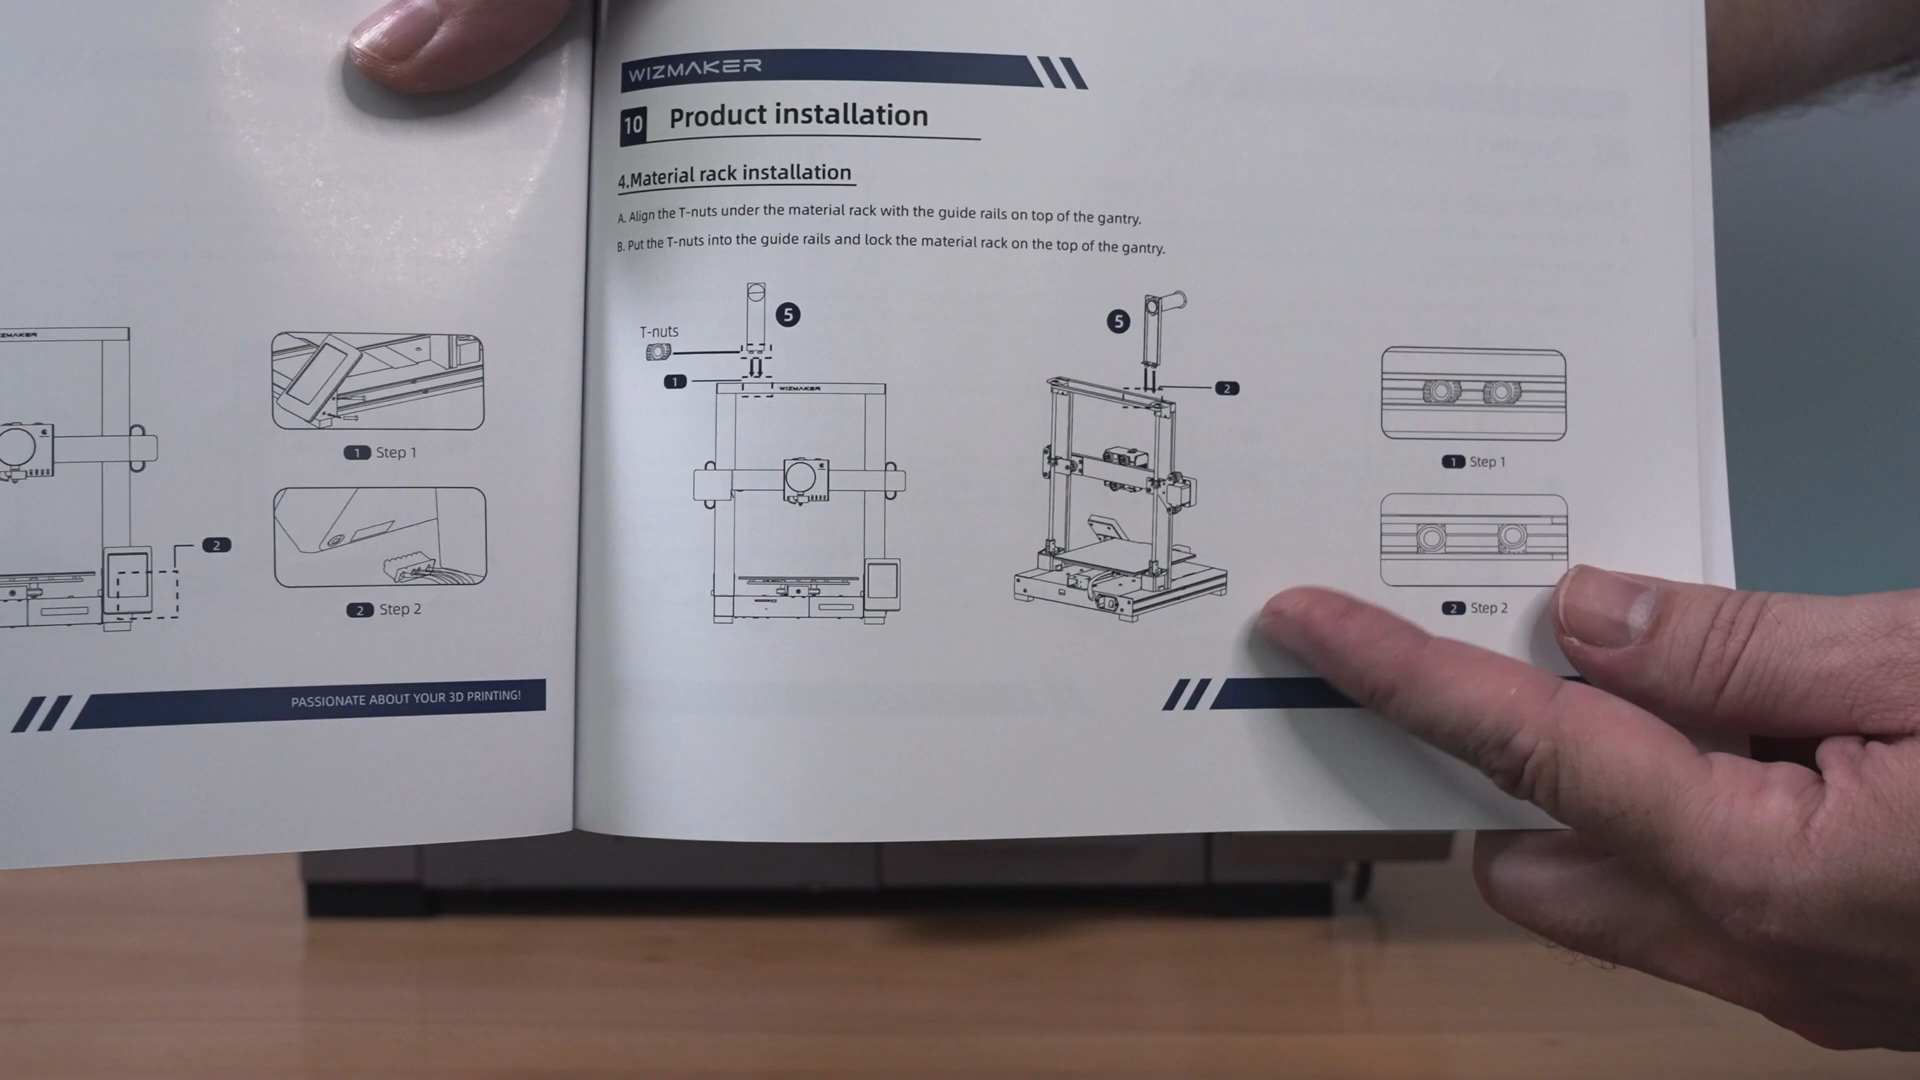 ZMAKER
1 Step 1
2
2 Step 2
PASSIONATE ABOUT YOUR 3D PRINTING!
WIZMAKER
10 Product installation
4.Material rack installation
A. Align the T-nuts under the material rack with the guide rails on top of the gantry.
B. Put the T-nuts into the guide rails and lock the material rack on the top of the gantry.
5
T-nuts
1
WIZMAKER
5
2
1 Step 1
2 Step 2